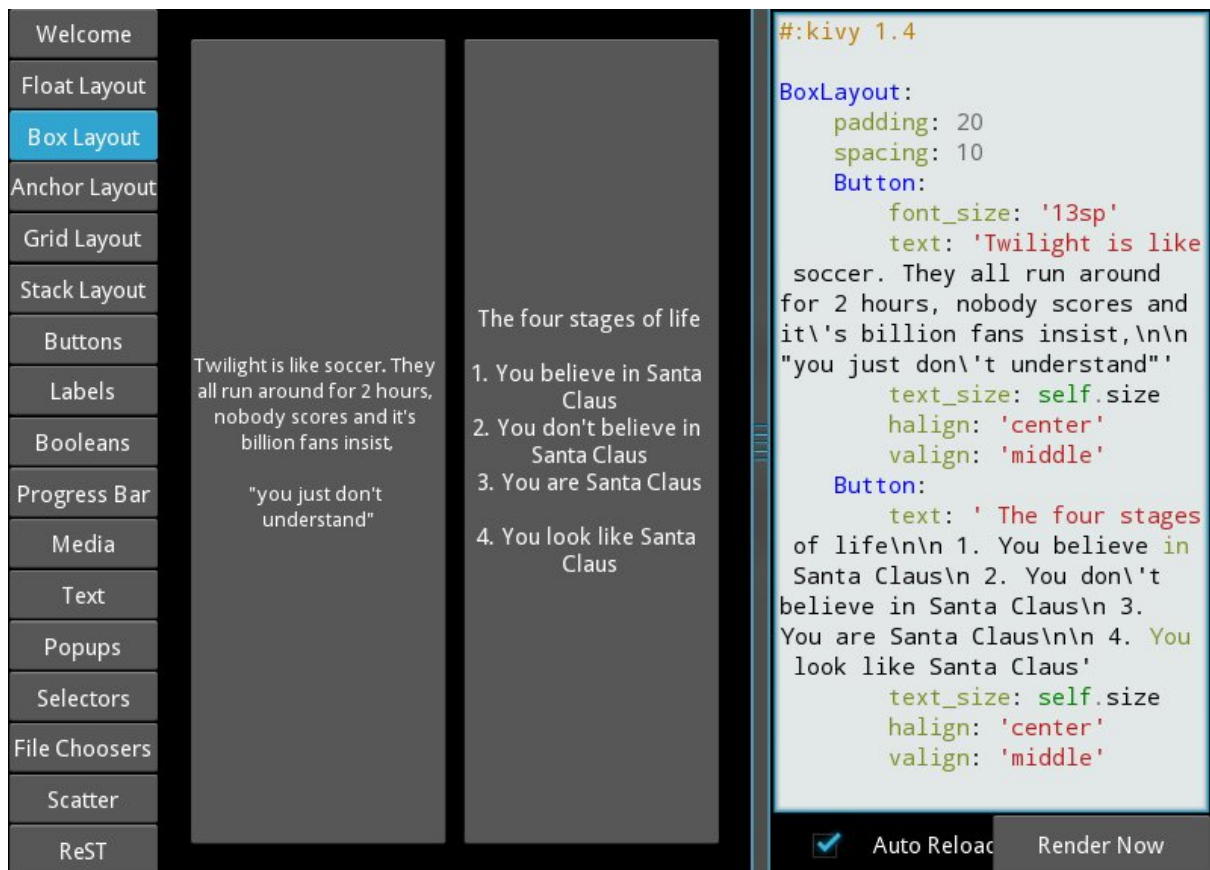 Welcome
Float Layout
Box Layout
Anchor Layout
Grid Layout
Stack Layout
Buttons
Labels
Booleans
Progress Bar
Media
Text
Popups
Selectors
File Choosers
Scatter
ReST
Twilight is like soccer. They
all run around for 2 hours,
nobody scores and it's
billion fans insist,
"you just don't
understand"
The four stages of life
1. You believe in Santa
Claus
2. You don't believe in
Santa Claus
3. You are Santa Claus
4. You look like Santa
Claus
#:kivy 1.4
BoxLayout:
padding: 20
spacing: 10
Button:
font_size: '13sp'
text: 'Twilight is like
soccer. They all run around
for 2 hours, nobody scores and
it\'s billion fans insist,\n\n
"you just don\'t understand"'
text_size: self.size
halign: 'center'
valign: 'middle'
Button:
text: ' The four stages
of life\n\n 1. You believe in
Santa Claus\n 2. You don\'t
believe in Santa Claus\n 3.
You are Santa Claus\n\n 4. You
look like Santa Claus'
text_size: self.size
halign: 'center'
valign: 'middle'
Auto Reload
Render Now